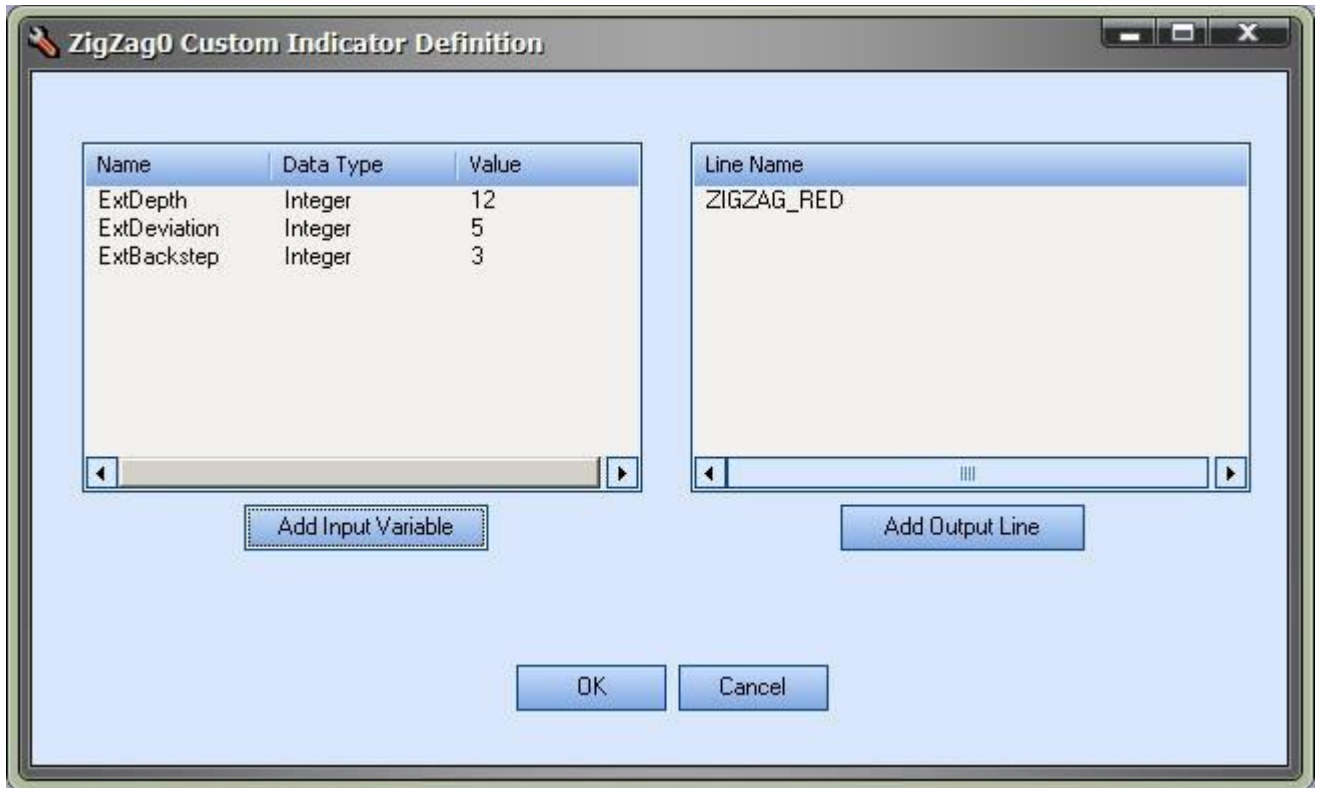 ZigZag0 Custom Indicator Definition
Name Data Type Value
ExtDepth Integer 12
ExtDeviation Integer 5
ExtBackstep Integer 3
Line Name
ZIGZAG_RED
Add Input Variable
Add Output Line
OK
Cancel